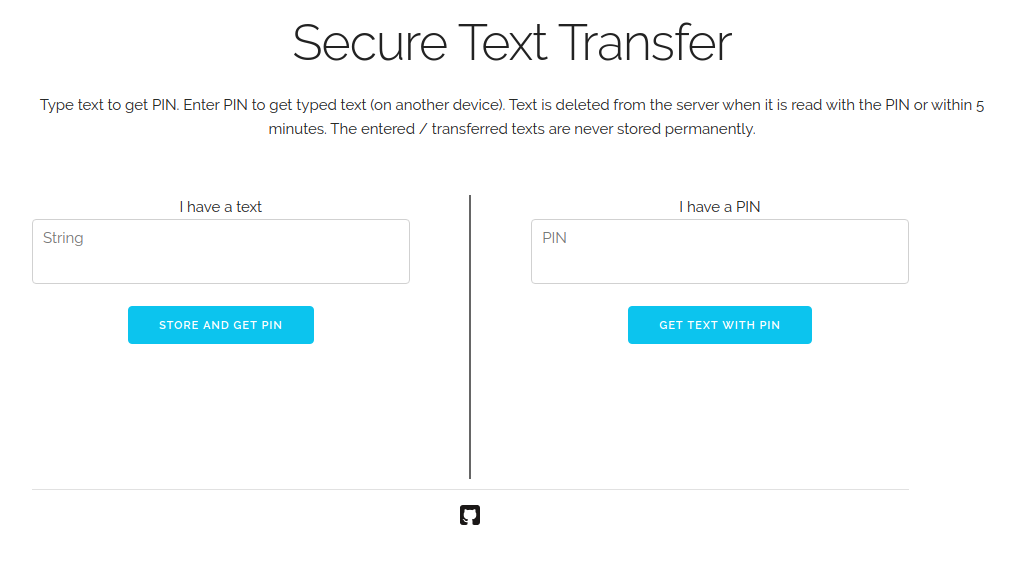 Secure Text Transfer
Type text to get PIN. Enter PIN to get typed text (on another device). Text is deleted from the server when it is read with the PIN or within 5
minutes. The entered / transferred texts are never stored permanently.
I have a text
String
STORE AND GET PIN
I have a PIN
PIN
GET TEXT WITH PIN